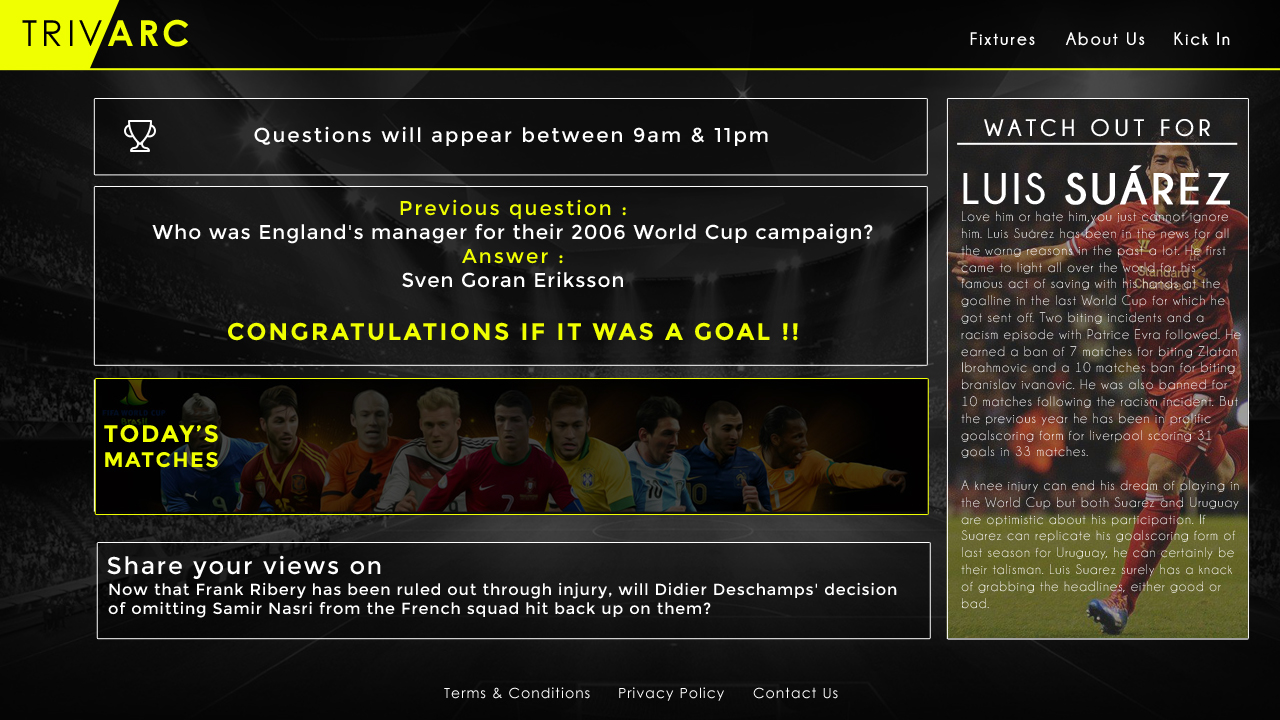 TRIVARC
Fixtures About Us Kick In
Questions will appear between 9am & 11pm
Previous question :
Who was England's manager for their 2006 World Cup campaign?
Answer :
Sven Goran Eriksson
CONGRATULATIONS IF IT WAS A GOAL !!
FIFA WORLD CUP
Brasil
TODAY'S
MATCHES
7
10
10
Share your views on
Now that Frank Ribery has been ruled out through injury, will Didier Deschamps' decision
of omitting Samir Nasri from the French squad hit back up on them?
WATCH OUT FOR
LUIS SUÁREZ
Love him or hate him,you just cannot ignore
him. Luis Suárez has been in the news for all
the worng reasons in the past a lot. He first
came to light all over the world for his
famous act of saving with his hands at the
goalline in the last World Cup for which he
got sent off. Two biting incidents and a
racism episode with Patrice Evra followed. He
earned a ban of 7 matches for biting Zlatan
Ibrahmovic and a 10 matches ban for biting
branislav ivanovic. He was also banned for
10 matches following the racism incident. But
the previous year he has been in prolific
goalscoring form for liverpool scoring 31
goals in 33 matches.
A knee injury can end his dream of playing in
the World Cup but both Suarez and Uruguay
are optimistic about his participation. If
Suarez can replicate his goalscoring form of
last season for Uruguay, he can certainly be
their talisman. Luis Suarez surely has a knack
of grabbing the headlines, either good or
bad.
Standard
Chartered
Terms & Conditions Privacy Policy Contact Us